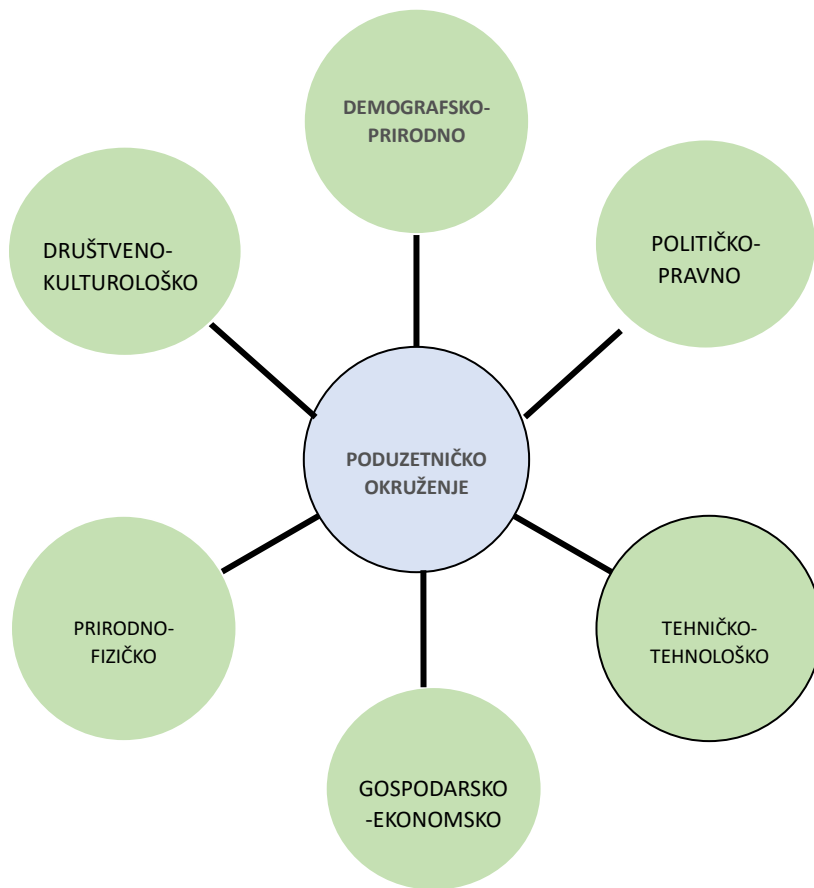 DEMOGRAFSKO-
PRIRODNO
DRUŠTVENO-
KULTUROLOŠKO
POLITIČKO-
PRAVNO
PODUZETNIČKO
OKRUŽENJE
PRIRODNO-
FIZIČKO
TEHNIČKO-
TEHNOLOŠKO
GOSPODARSKO
-EKONOMSKO